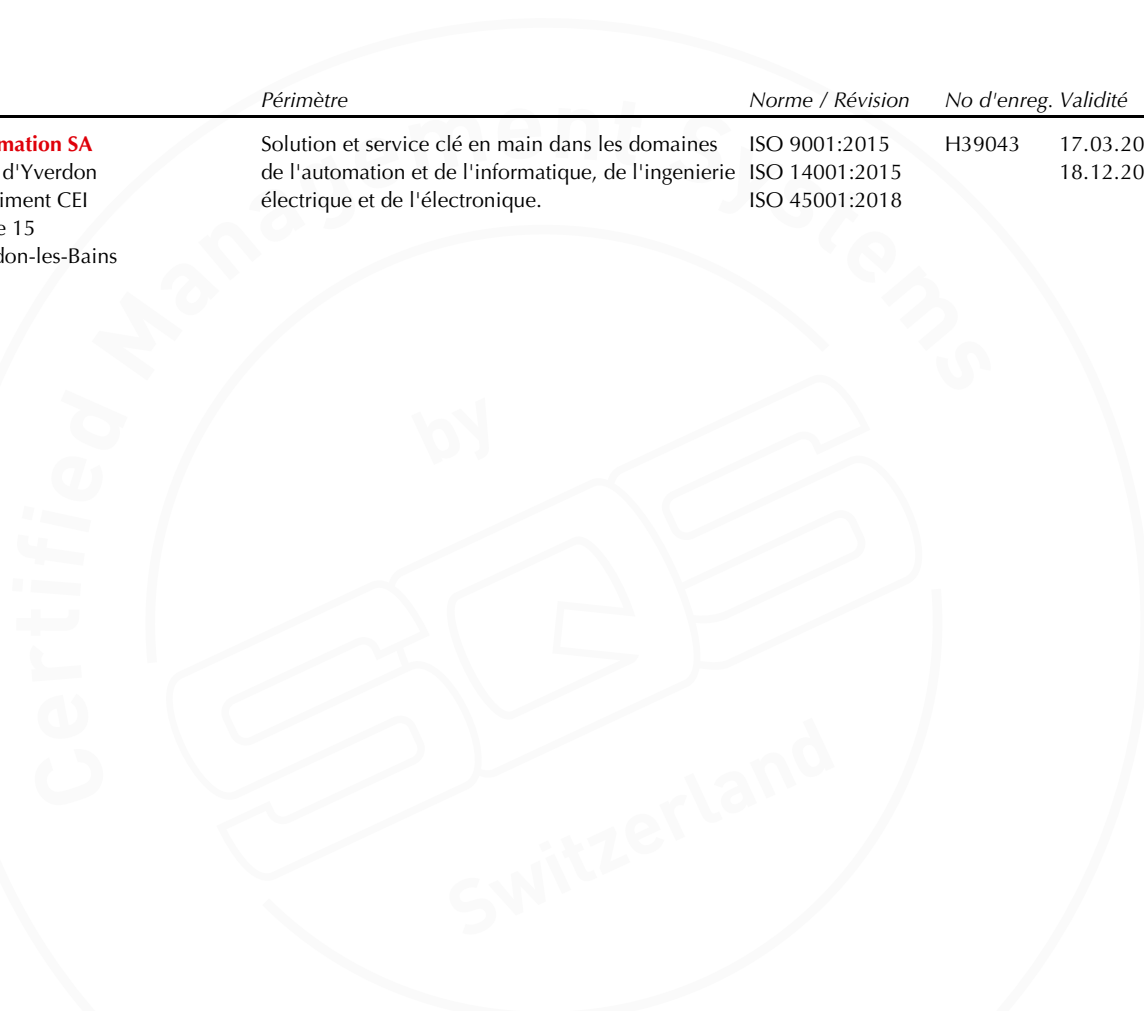 Périmètre Norme / Révision No d'enreg. Validité
mation SA Solution et service clé en main dans les domaines ISO 9001:2015 H39043 17.03.20
d'Yverdon de l'automation et de l'informatique, de l'ingenierie ISO 14001:2015 18.12.20
iment CEI électrique et de l'électronique. ISO 45001:2018
e 15
don-les-Bains
Certified Management Systems
by
SQS
Switzerland